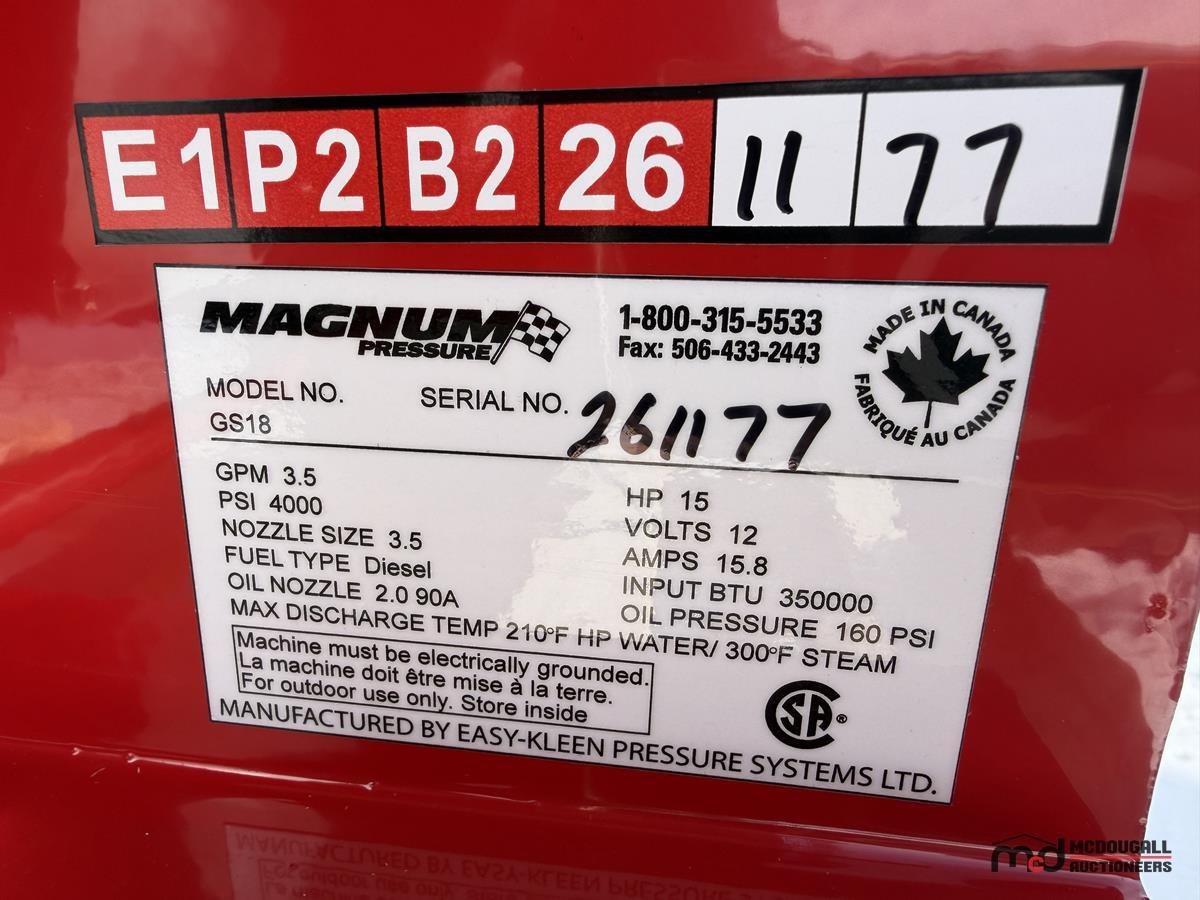 E1 P2 B2 26 11 77
MAGNUM
PRESSURE
1-800-315-5533
Fax: 506-433-2443
MADE IN CANADA
FABRIQUÉ AU CANADA
MODEL NO.
GS18
SERIAL NO. 261177
GPM 3.5
PSI 4000
NOZZLE SIZE 3.5
FUEL TYPE Diesel
OIL NOZZLE 2.0 90A
HP 15
VOLTS 12
AMPS 15.8
INPUT BTU 350000
OIL PRESSURE 160 PSI
MAX DISCHARGE TEMP 210°F HP WATER/ 300°F STEAM
Machine must be electrically grounded.
La machine doit être mise à la terre.
For outdoor use only. Store inside
CSA®
MANUFACTURED BY EASY-KLEEN PRESSURE SYSTEMS LTD.
mcd MCDOUGALL
AUCTIONEERS